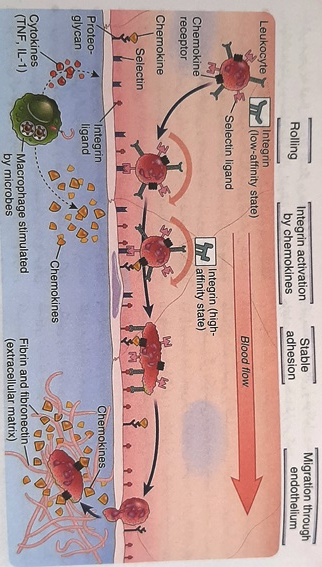 Rolling
Integrin activation
by chemokines
Stable
adhesion
Migration through
endothelium
Leukocyte
Integrin
(low-affinity state)
Selectin ligand
Chemokine
receptor
Chemokine
Selectin
Proteo-
glycan
Integrin
ligand
Cytokines
(TNF, IL-1)
Macrophage stimulated
by microbes
Chemokines
Integrin (high-
affinity state)
Blood flow
Chemokines
Fibrin and fibronectin
(extracellular matrix)